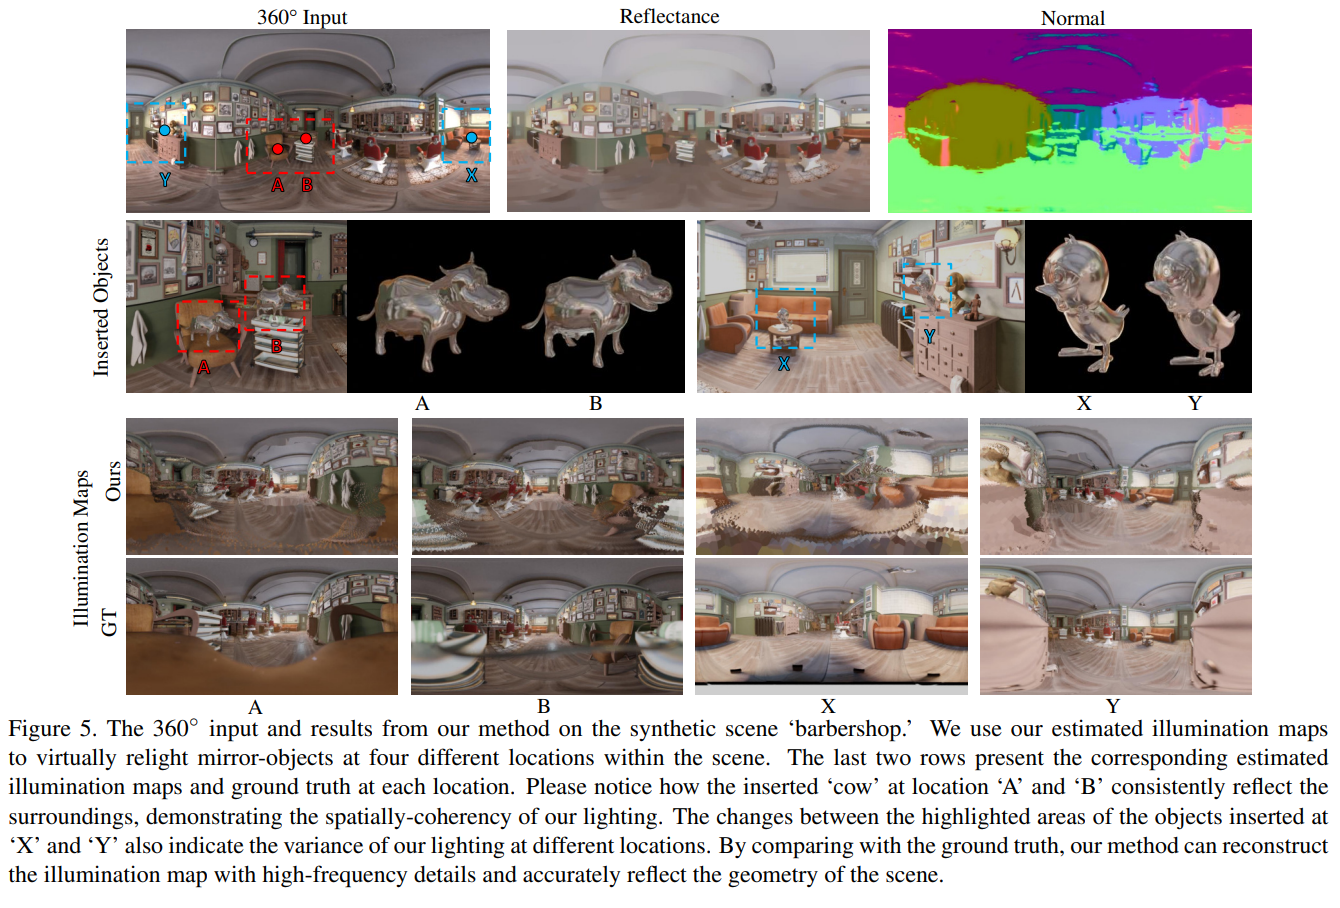 360° Input
Reflectance
Normal
Y
A
B
X
Inserted Objects
A
B
X
Y
A
B
X
Y
Illumination Maps
Ours
GT
A
B
X
Y
Figure 5. The 360° input and results from our method on the synthetic scene ‘barbershop.’ We use our estimated illumination maps
to virtually relight mirror-objects at four different locations within the scene. The last two rows present the corresponding estimated
illumination maps and ground truth at each location. Please notice how the inserted ‘cow’ at location ‘A’ and ‘B’ consistently reflect the
surroundings, demonstrating the spatially-coherency of our lighting. The changes between the highlighted areas of the objects inserted at
‘X’ and ‘Y’ also indicate the variance of our lighting at different locations. By comparing with the ground truth, our method can reconstruct
the illumination map with high-frequency details and accurately reflect the geometry of the scene.